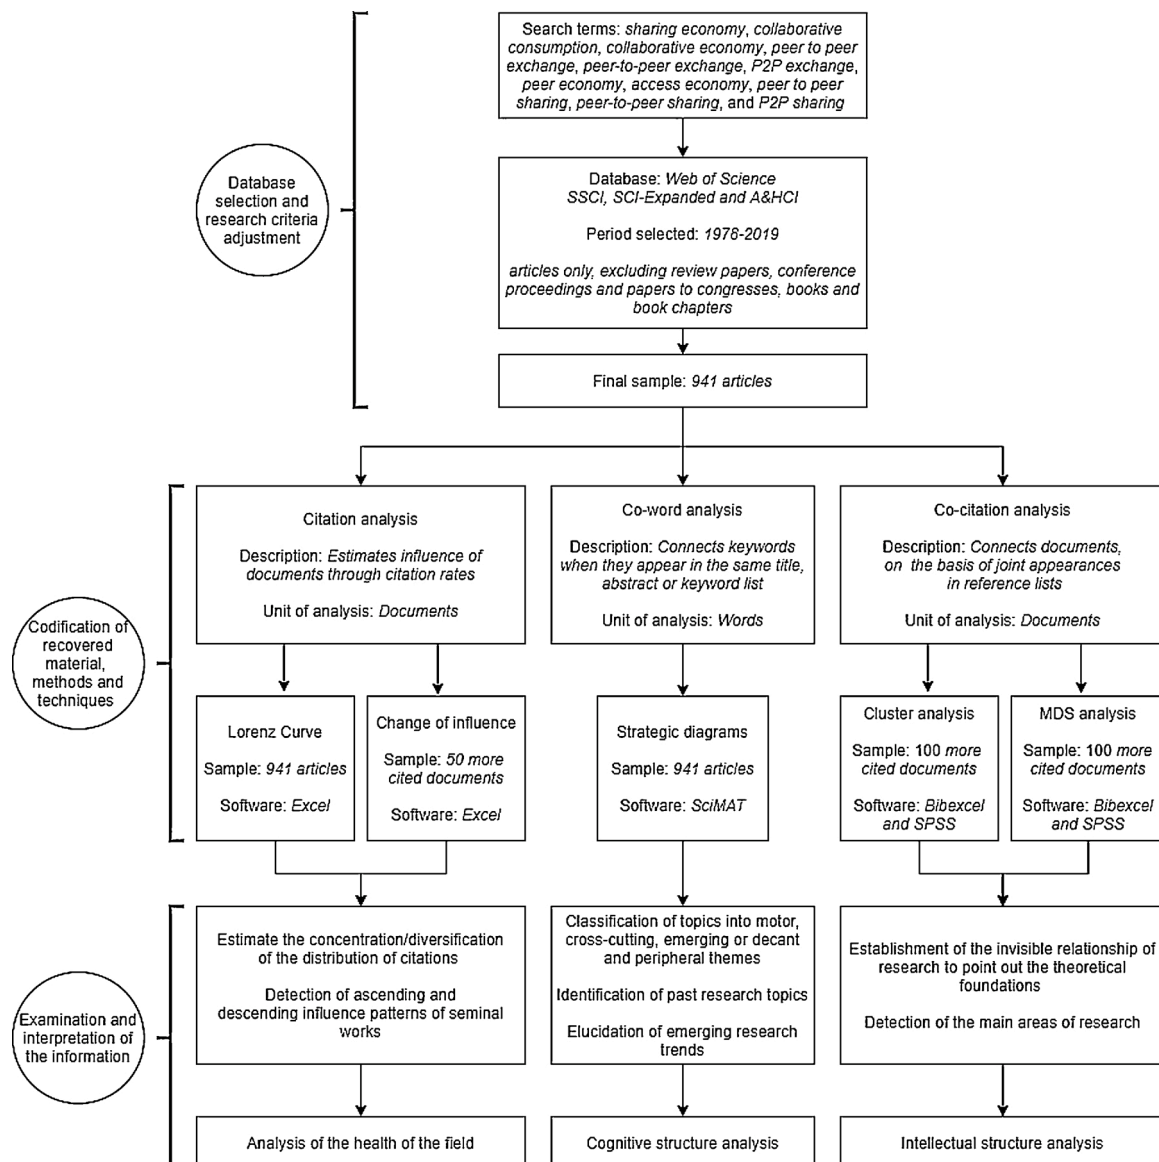 Search terms: sharing economy, collaborative
consumption, collaborative economy, peer to peer
exchange, peer-to-peer exchange, P2P exchange,
peer economy, access economy, peer to peer
sharing, peer-to-peer sharing, and P2P sharing
Database
selection and
research criteria
adjustment
Database: Web of Science
SSCI, SCI-Expanded and A&HCI
Period selected: 1978-2019
articles only, excluding review papers, conference
proceedings and papers to congresses, books and
book chapters
Final sample: 941 articles
Codification of
recovered
material,
methods and
techniques
Citation analysis
Description: Estimates influence of
documents through citation rates
Unit of analysis: Documents
Co-word analysis
Description: Connects keywords
when they appear in the same title,
abstract or keyword list
Unit of analysis: Words
Co-citation analysis
Description: Connects documents,
on the basis of joint appearances
in reference lists
Unit of analysis: Documents
Lorenz Curve
Sample: 941 articles
Software: Excel
Change of influence
Sample: 50 more
cited documents
Software: Excel
Strategic diagrams
Sample: 941 articles
Software: SciMAT
Cluster analysis
Sample: 100 more
cited documents
Software: Bibexcel
and SPSS
MDS analysis
Sample: 100 more
cited documents
Software: Bibexcel
and SPSS
Examination and
interpretation of
the information
Estimate the concentration/diversification
of the distribution of citations
Detection of ascending and
descending influence patterns of seminal
works
Classification of topics into motor,
cross-cutting, emerging or decant
and peripheral themes
Identification of past research topics
Elucidation of emerging research
trends
Establishment of the invisible relationship of
research to point out the theoretical
foundations
Detection of the main areas of research
Analysis of the health of the field
Cognitive structure analysis
Intellectual structure analysis